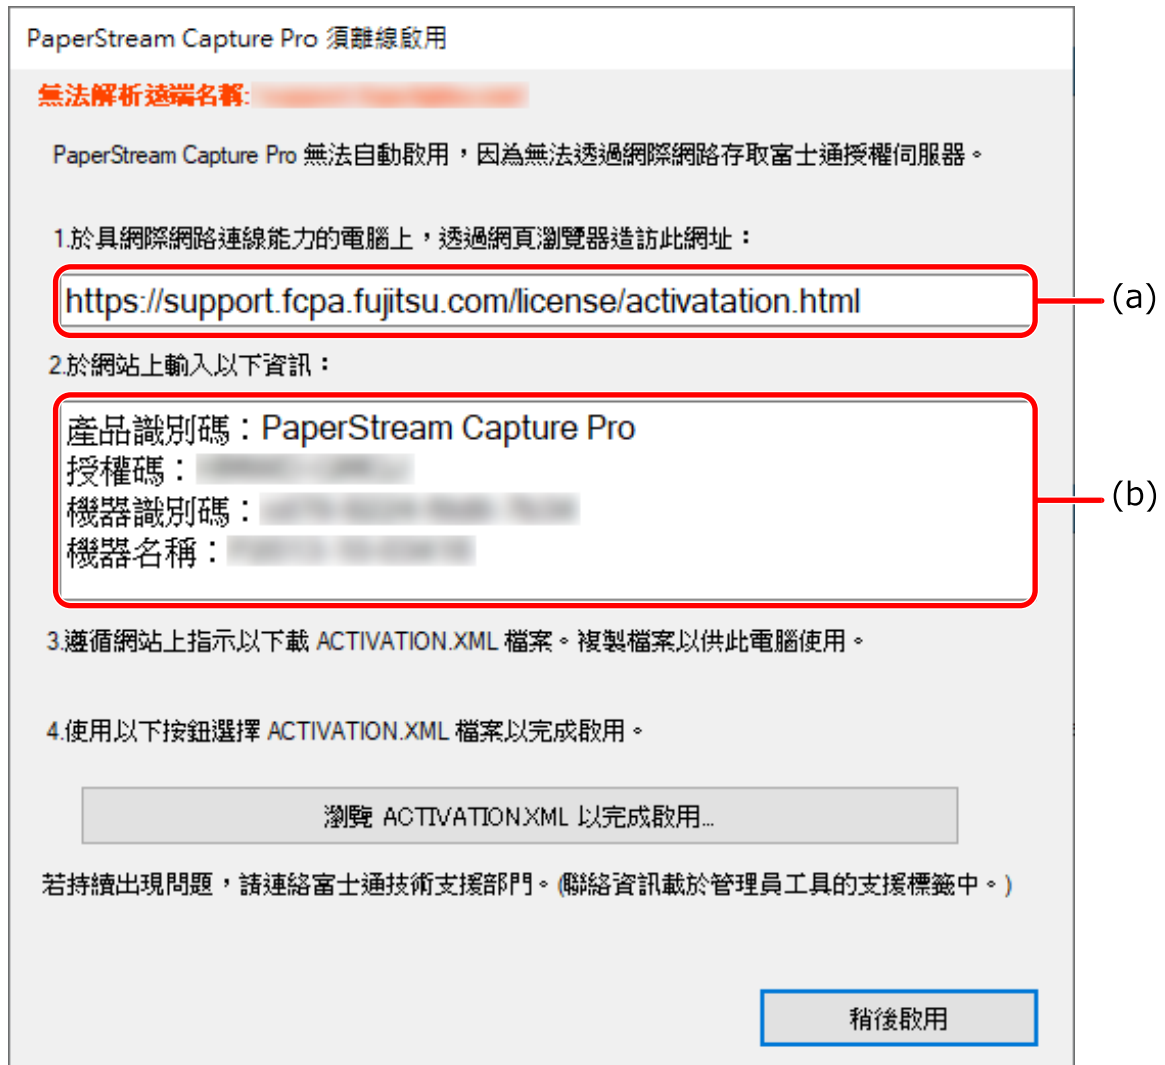 PaperStream Capture Pro 須離線啟用
無法解析遠端名稱:
PaperStream Capture Pro 無法自動啟用，因為無法透過網際網路存取富士通授權伺服器。
1.於具網際網路連線能力的電腦上，透過網頁瀏覽器造訪此網址：
https://support.fcpa.fujitsu.com/license/activatation.html
(a)
2.於網站上輸入以下資訊：
產品識別碼：PaperStream Capture Pro
授權碼：
機器識別碼：
(b)
機器名稱：
3.遵循網站上指示以下載 ACTIVATION.XML 檔案。複製檔案以供此電腦使用。
4.使用以下按鈕選擇 ACTIVATION.XML 檔案以完成啟用。
瀏覽 ACTIVATION.XML 以完成啟用...
若持續出現問題，請連絡富士通技術支援部門。(聯絡資訊載於管理員工具的支援標籤中。)
稍後啟用